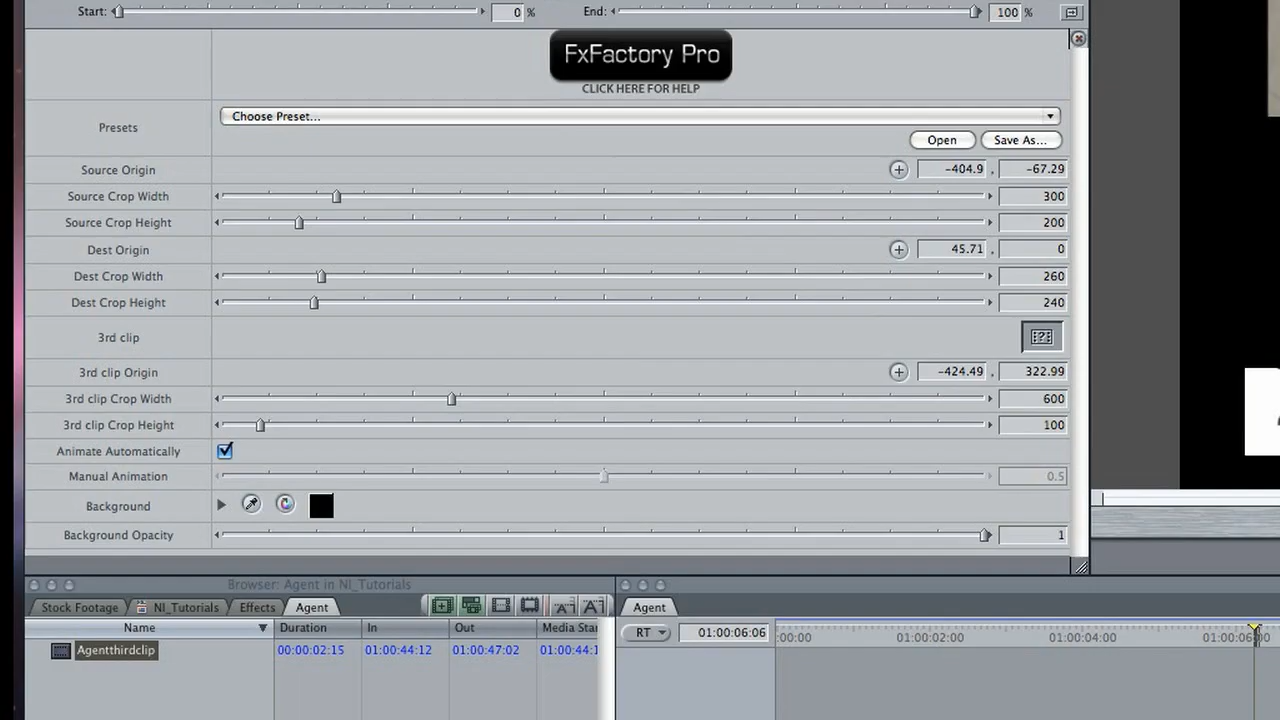 Start: 0 % End: 100 %
FxFactory Pro
CLICK HERE FOR HELP
Presets Choose Preset...
Open Save As...
Source Origin -404.9 , -67.29
Source Crop Width 300
Source Crop Height 200
Dest Origin 45.71 , 0
Dest Crop Width 260
Dest Crop Height 240
3rd clip
3rd clip Origin -424.49 , 322.99
3rd clip Crop Width 600
3rd clip Crop Height 100
Animate Automatically
Manual Animation 0.5
Background
Background Opacity 1
Browser: Agent in NI_Tutorials
Stock Footage NI_Tutorials Effects Agent
Name Duration In Out Media Star
Agentthirdclip 00:00:02:15 01:00:44:12 01:00:47:02 01:00:44:1
Agent
RT 01:00:06:06 :00:00 01:00:02:00 01:00:04:00 01:00:06:00